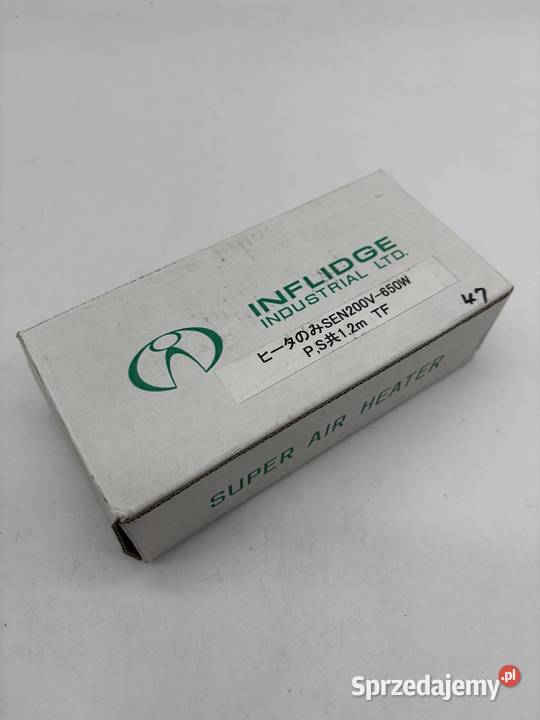 INFLIDGE
INDUSTRIAL LTD.
ヒータのみSEN200V-650W
P,S共1.2m TF
47
SUPER AIR HEATER
Sprzedajemy.pl